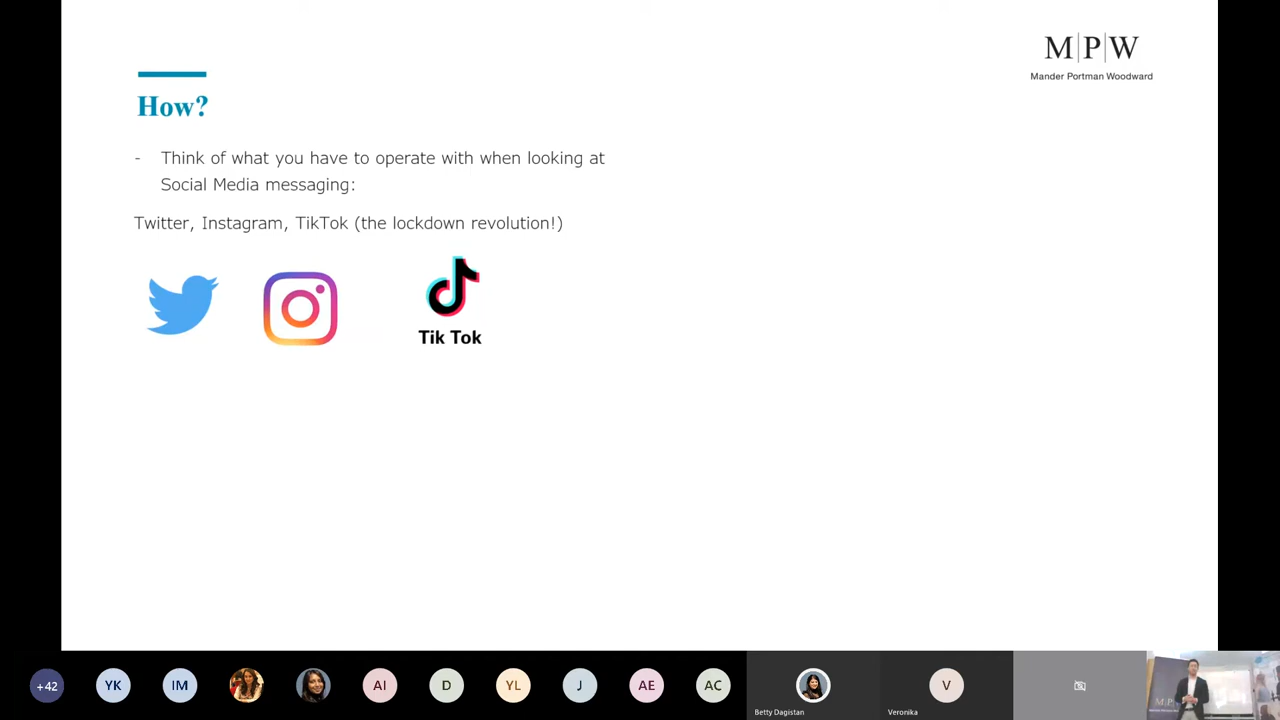 M|P|W
Mander Portman Woodward
How?
- Think of what you have to operate with when looking at
Social Media messaging:
Twitter, Instagram, TikTok (the lockdown revolution!)
Tik Tok
+42
YK
IM
AI
D
YL
J
AE
AC
Betty Dagistan
V
Veronika